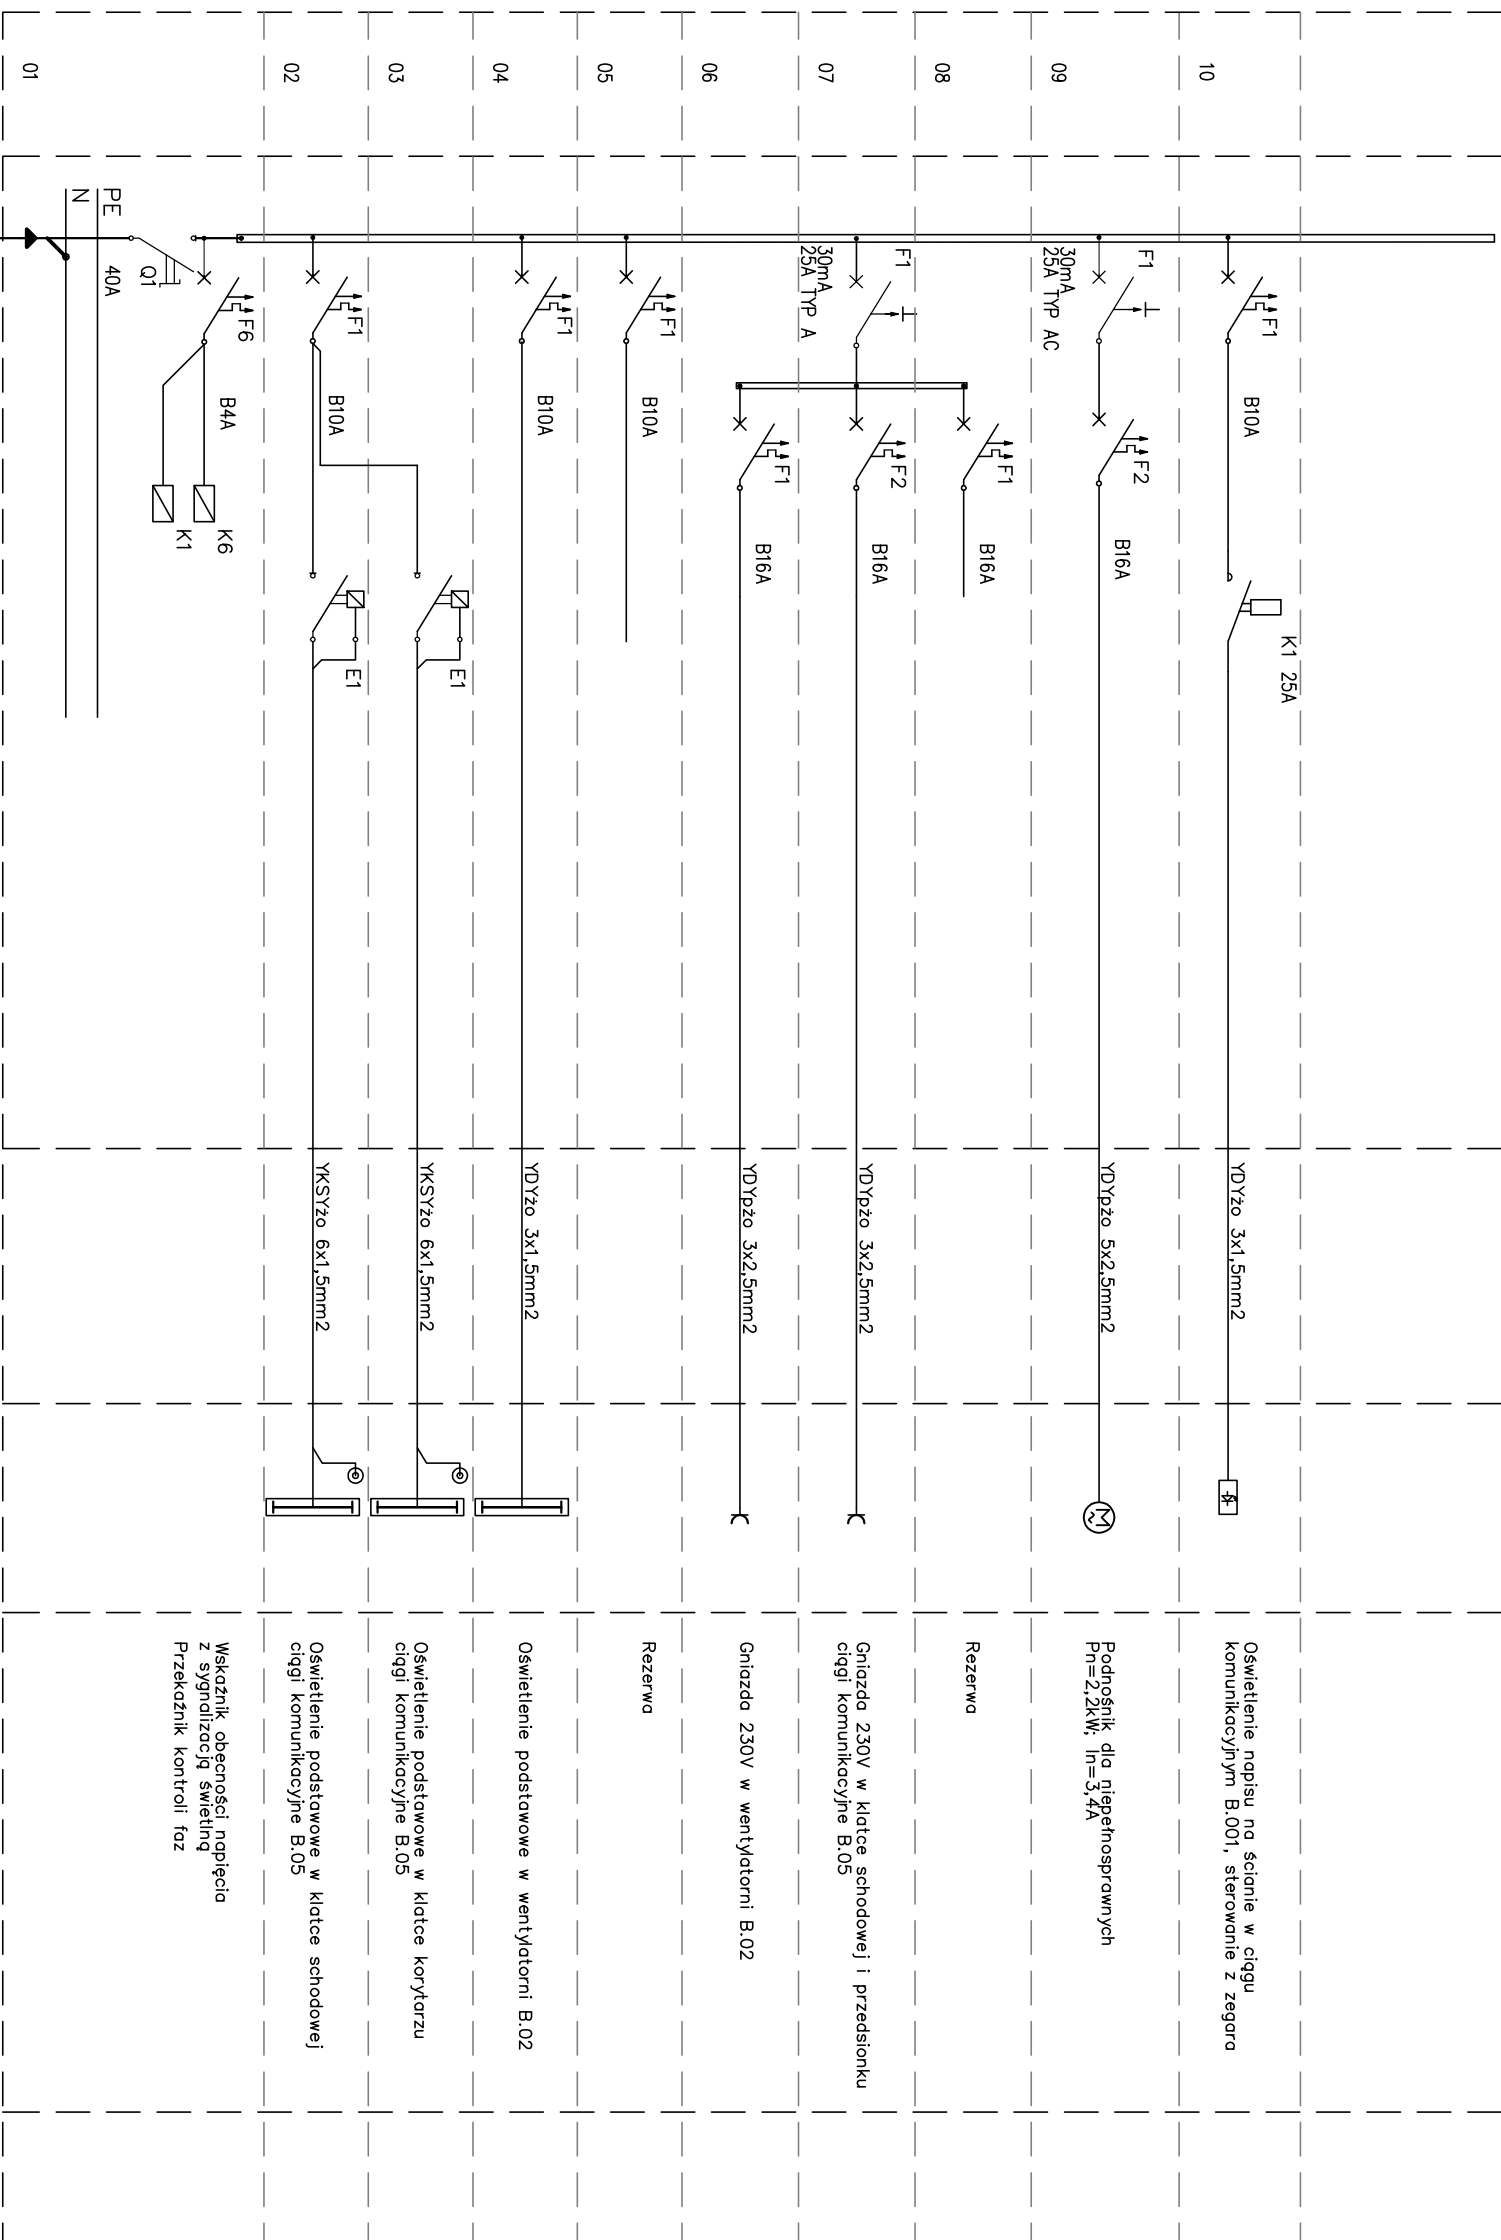 01
02
03
04
05
06
07
08
09
10
N
PE
40A
Q1
F6
B4A
K1
K6
F1
B10A
E1
E1
F1
B10A
F1
B10A
F1
30mA
25A TYP A
F1
B16A
F2
B16A
F1
B16A
F1
30mA
25A TYP AC
F2
B16A
F1
B10A
K1 25A
YKSYżo 6x1,5mm2
YKSYżo 6x1,5mm2
YDYżo 3x1,5mm2
YDYpżo 3x2,5mm2
YDYpżo 3x2,5mm2
YDYpżo 5x2,5mm2
YDYżo 3x1,5mm2
M
~
Wskaźnik obecności napięcia
z sygnalizacją świetlną
Przekaźnik kontroli faz
Oświetlenie podstawowe w klatce schodowej
ciągi komunikacyjne B.05
Oświetlenie podstawowe w klatce korytarzu
ciągi komunikacyjne B.05
Oświetlenie podstawowe w wentylatorni B.02
Rezerwa
Gniazda 230V w wentylatorni B.02
Gniazda 230V w klatce schodowej i przedsionku
ciągi komunikacyjne B.05
Rezerwa
Podnośnik dla niepełnosprawnych
Pn=2,2kW; In=3,4A
Oświetlenie napisu na ścianie w ciągu
komunikacyjnym B.001, sterowanie z zegara